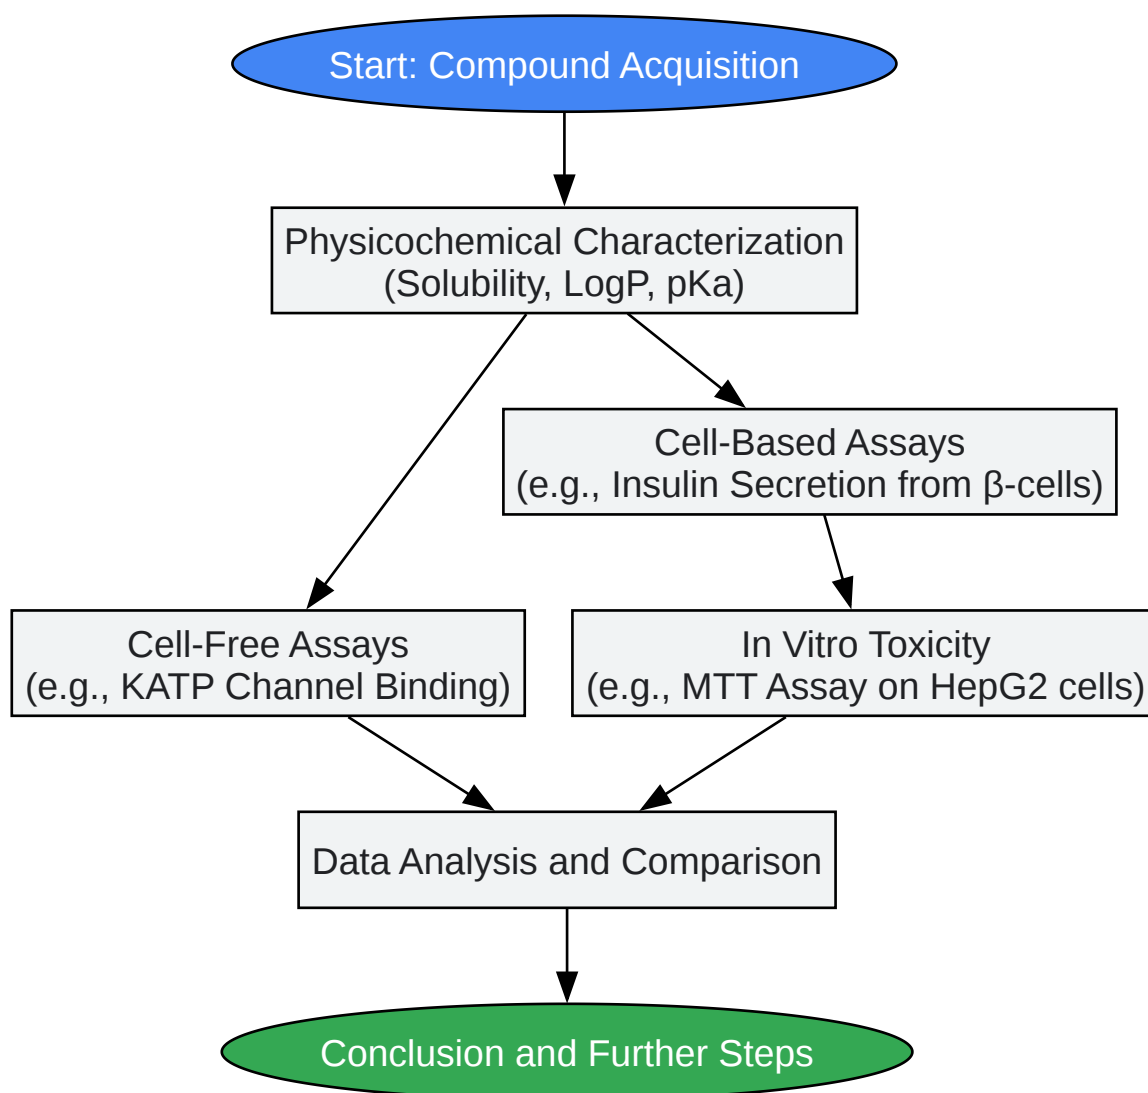 Start: Compound Acquisition
Physicochemical Characterization
(Solubility, LogP, pKa)
Cell-Based Assays
(e.g., Insulin Secretion from β-cells)
Cell-Free Assays
(e.g., KATP Channel Binding)
In Vitro Toxicity
(e.g., MTT Assay on HepG2 cells)
Data Analysis and Comparison
Conclusion and Further Steps